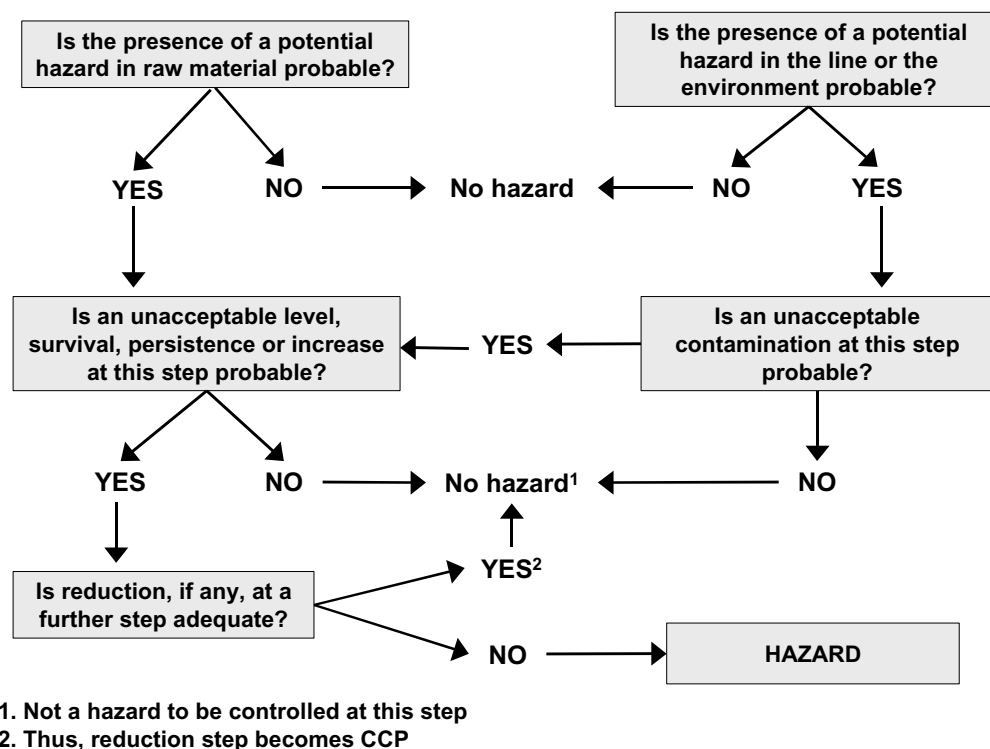 Is the presence of a potential
hazard in raw material probable?
Is the presence of a potential
hazard in the line or the
environment probable?
YES
NO
No hazard
NO
YES
Is an unacceptable level,
survival, persistence or increase
at this step probable?
YES
Is an unacceptable
contamination at this step
probable?
YES
NO
No hazard¹
NO
Is reduction, if any, at a
further step adequate?
YES²
NO
HAZARD
1. Not a hazard to be controlled at this step
2. Thus, reduction step becomes CCP